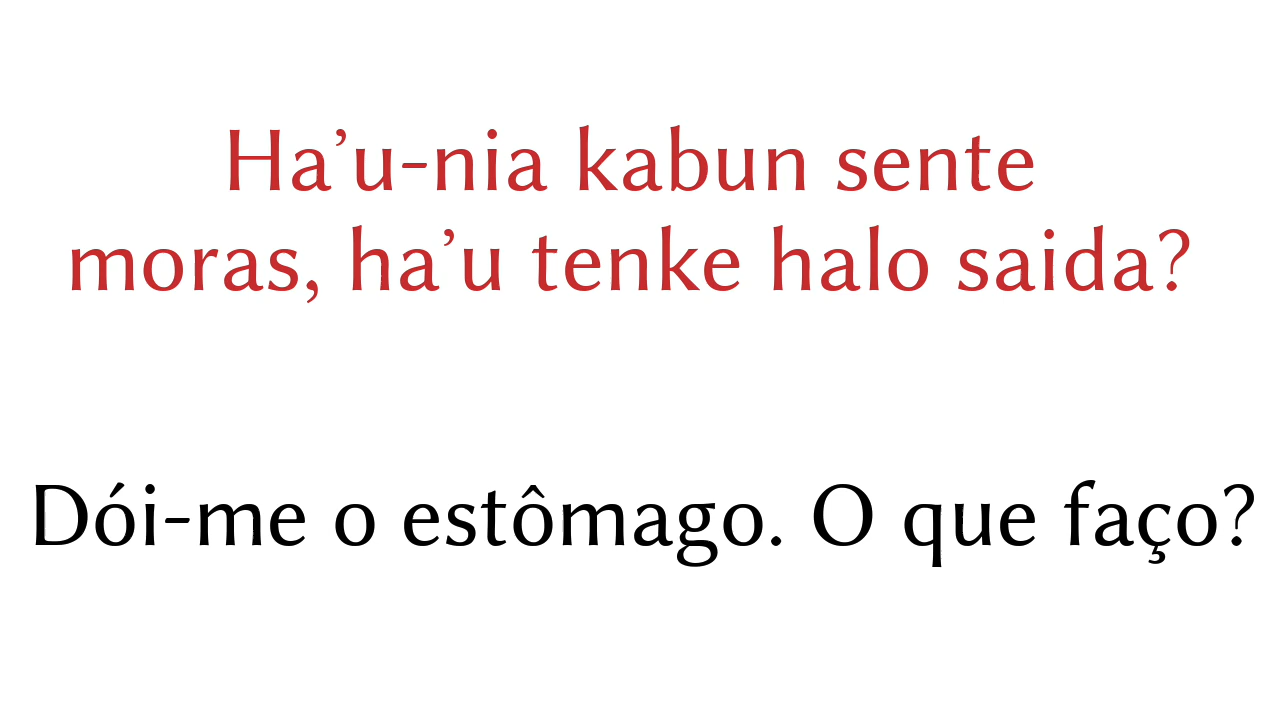 Ha’u-nia kabun sente
moras, ha’u tenke halo saida?
Dói-me o estômago. O que faço?